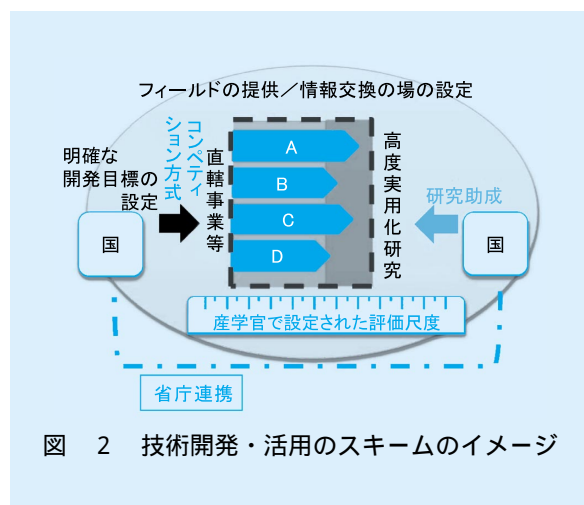 フィールドの提供／情報交換の場の設定
明確な
開発目標の
設定
コンペティ
ション方式
直轄事業等
A
B
C
D
高度実用化研究
研究助成
国
国
産学官で設定された評価尺度
省庁連携
図　2　技術開発・活用のスキームのイメージ